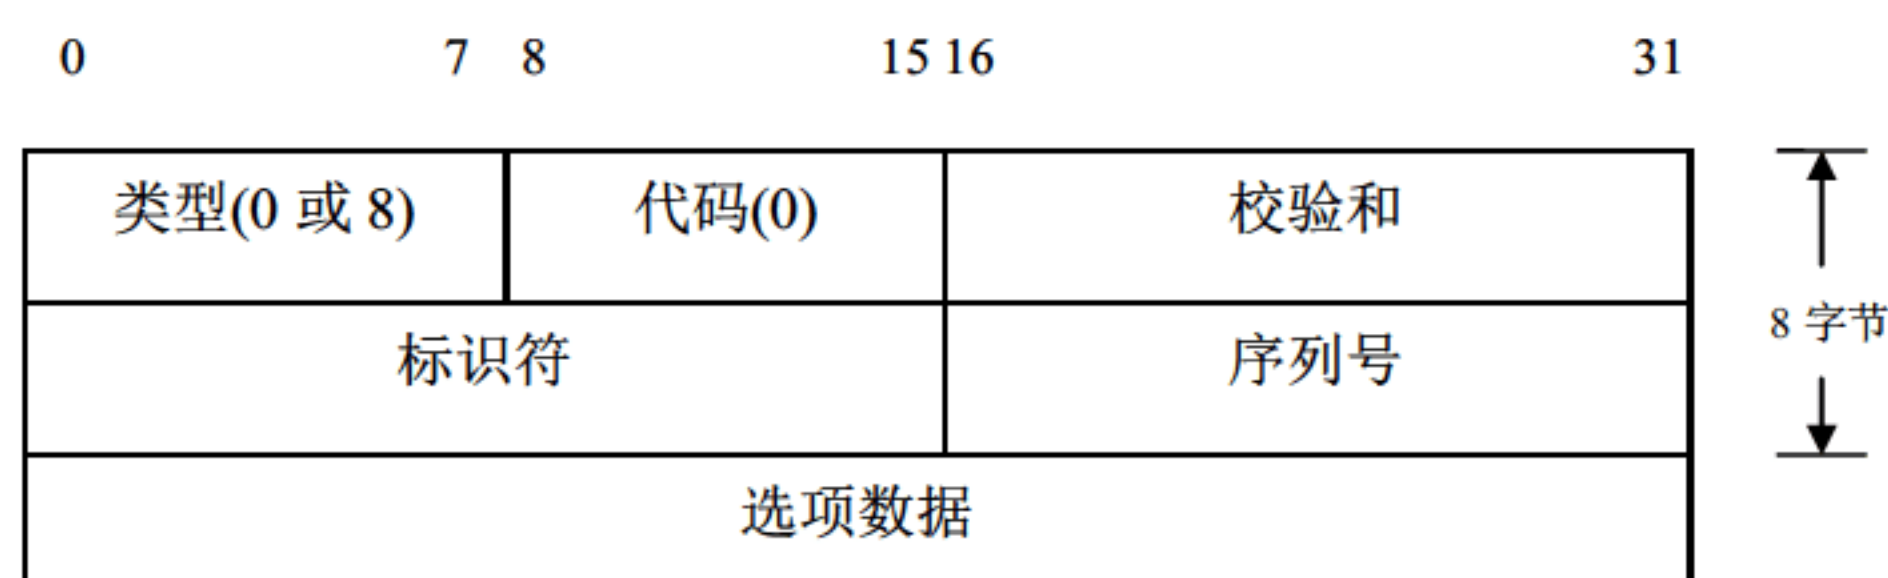 0 7 8 15 16 31
类型(0 或 8) 代码(0) 校验和
标识符 序列号
8 字节
选项数据